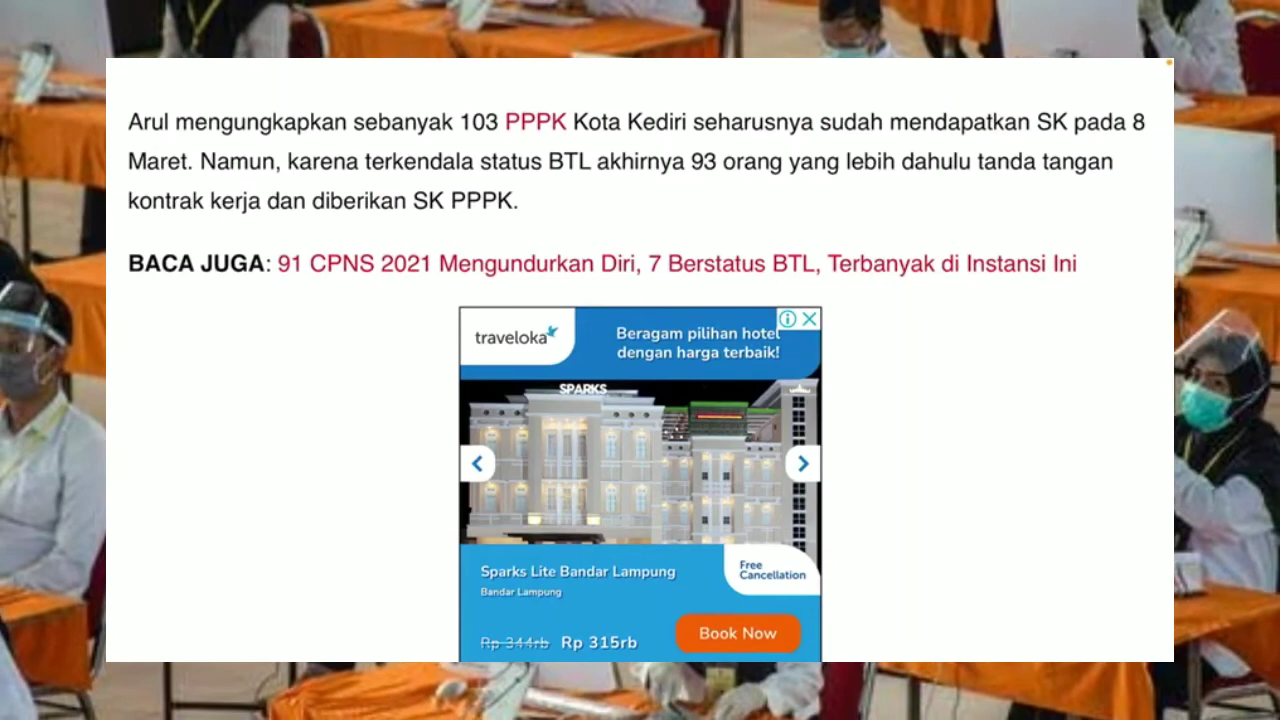 Arul mengungkapkan sebanyak 103 PPPK Kota Kediri seharusnya sudah mendapatkan SK pada 8
Maret. Namun, karena terkendala status BTL akhirnya 93 orang yang lebih dahulu tanda tangan
kontrak kerja dan diberikan SK PPPK.
BACA JUGA: 91 CPNS 2021 Mengundurkan Diri, 7 Berstatus BTL, Terbanyak di Instansi Ini
traveloka
Beragam pilihan hotel
dengan harga terbaik!
SPARKS
Sparks Lite Bandar Lampung
Bandar Lampung
Free
Cancellation
Rp 344rb Rp 315rb
Book Now